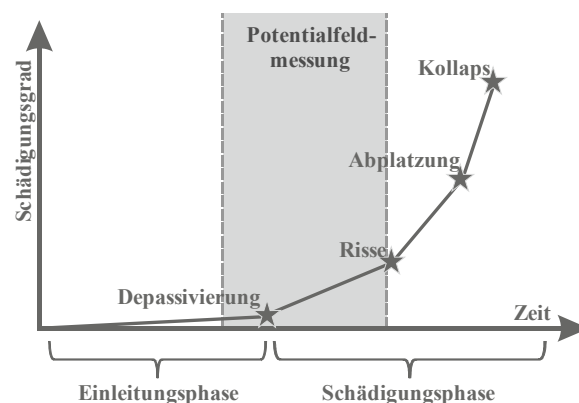 Potentialfeld-
messung
Kollaps
Schädigungsgrad
Abplatzung
Risse
Depassivierung
Zeit
Einleitungsphase
Schädigungsphase